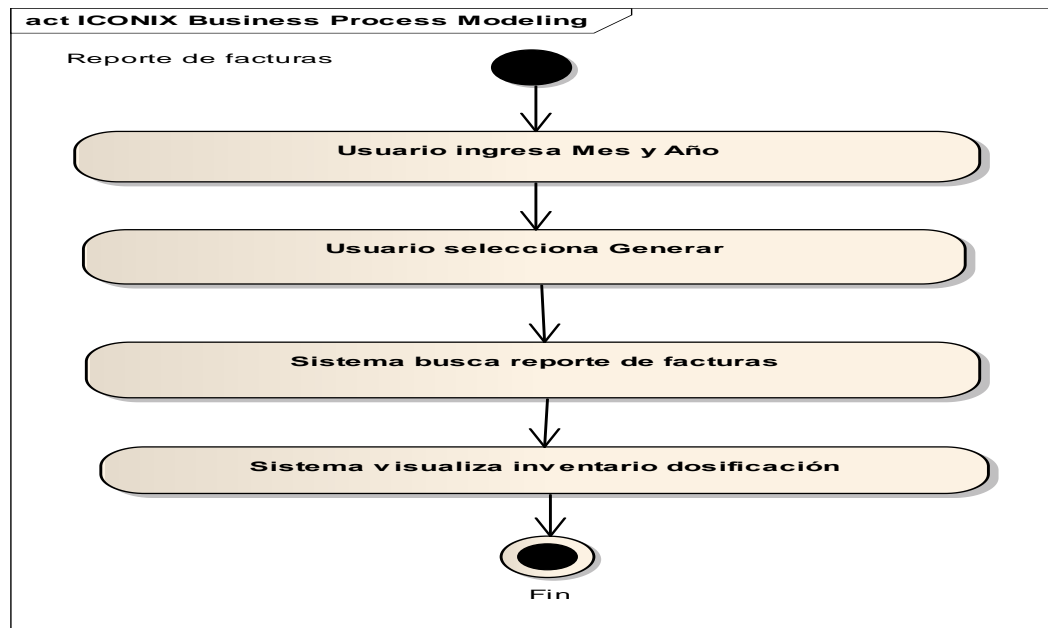 act ICONIX Business Process Modeling
Reporte de facturas
Usuario ingresa Mes y Año
Usuario selecciona Generar
Sistema busca reporte de facturas
Sistema visualiza inventario dosificación
Fin